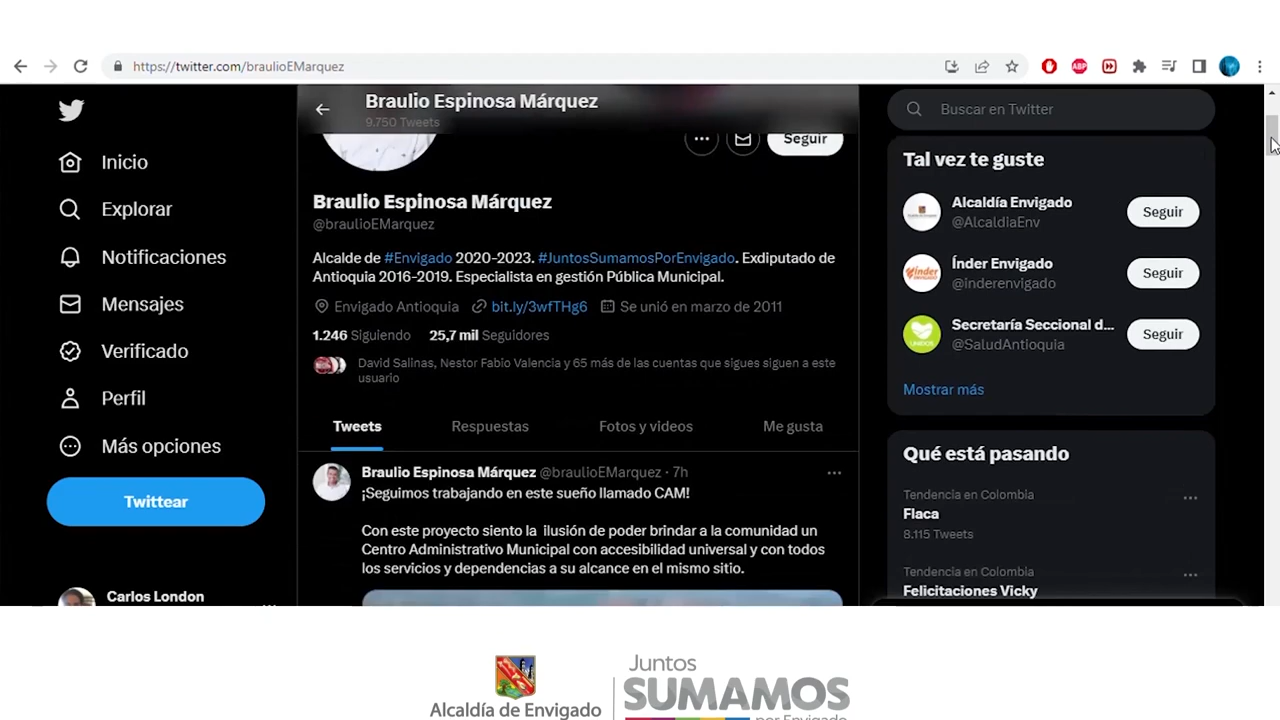 https://twitter.com/braulioEMarquez
ABP
Inicio
Explorar
Notificaciones
Mensajes
Verificado
Perfil
Más opciones
Twittear
Carlos London
Braulio Espinosa Márquez
9.750 Tweets
Seguir
Braulio Espinosa Márquez
@braulioEMarquez
Alcalde de #Envigado 2020-2023. #JuntosSumamosPorEnvigado. Exdiputado de
Antioquia 2016-2019. Especialista en gestión Pública Municipal.
Envigado Antioquia bit.ly/3wfTHg6 Se unió en marzo de 2011
1.246 Siguiendo 25,7 mil Seguidores
David Salinas, Nestor Fabio Valencia y 65 más de las cuentas que sigues siguen a este
usuario
Tweets Respuestas Fotos y videos Me gusta
Braulio Espinosa Márquez @braulioEMarquez · 7h
¡Seguimos trabajando en este sueño llamado CAM!
Con este proyecto siento la ilusión de poder brindar a la comunidad un
Centro Administrativo Municipal con accesibilidad universal y con todos
los servicios y dependencias a su alcance en el mismo sitio.
Buscar en Twitter
Tal vez te guste
Alcaldía Envigado
@AlcaldiaEnv
Seguir
Índer Envigado
@inderenvigado
Seguir
índer
ENVIGADO
Secretaría Seccional d...
@SaludAntioquia
Seguir
UNIDOS
Mostrar más
Qué está pasando
Tendencia en Colombia
Flaca
8.115 Tweets
Tendencia en Colombia
Felicitaciones Vicky
Alcaldía de Envigado
Juntos
SUMAMOS
por Envigado